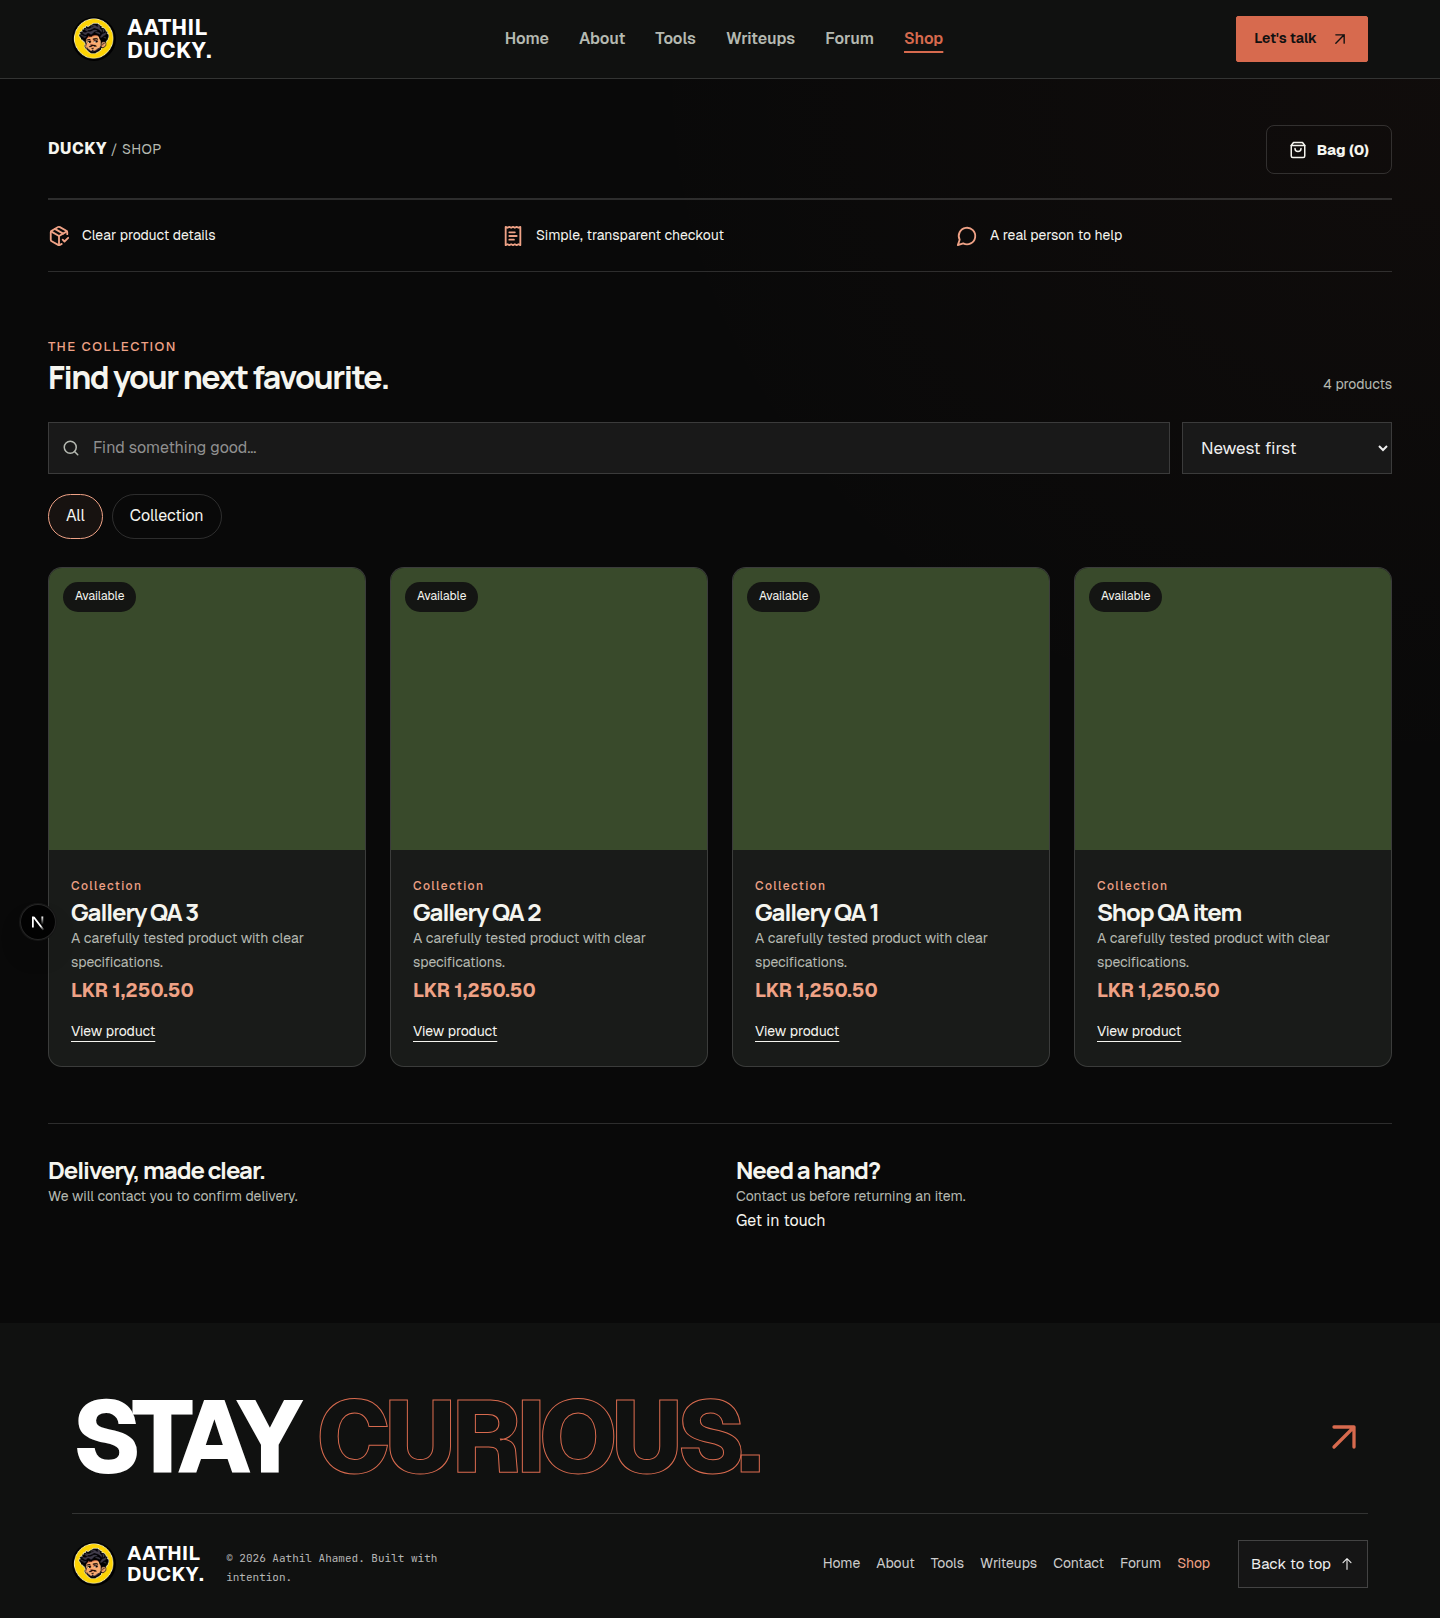 AATHIL
DUCKY.
Home About Tools Writeups Forum Shop
Let's talk
DUCKY / SHOP
Bag (0)
Clear product details
Simple, transparent checkout
A real person to help
THE COLLECTION
Find your next favourite.
4 products
Find something good...
Newest first
All
Collection
Available
Collection
Gallery QA 3
A carefully tested product with clear
specifications.
LKR 1,250.50
View product
Available
Collection
Gallery QA 2
A carefully tested product with clear
specifications.
LKR 1,250.50
View product
Available
Collection
Gallery QA 1
A carefully tested product with clear
specifications.
LKR 1,250.50
View product
Available
Collection
Shop QA item
A carefully tested product with clear
specifications.
LKR 1,250.50
View product
N
Delivery, made clear.
We will contact you to confirm delivery.
Need a hand?
Contact us before returning an item.
Get in touch
STAY CURIOUS.
AATHIL
DUCKY.
© 2026 Aathil Ahamed. Built with
intention.
Home About Tools Writeups Contact Forum Shop
Back to top